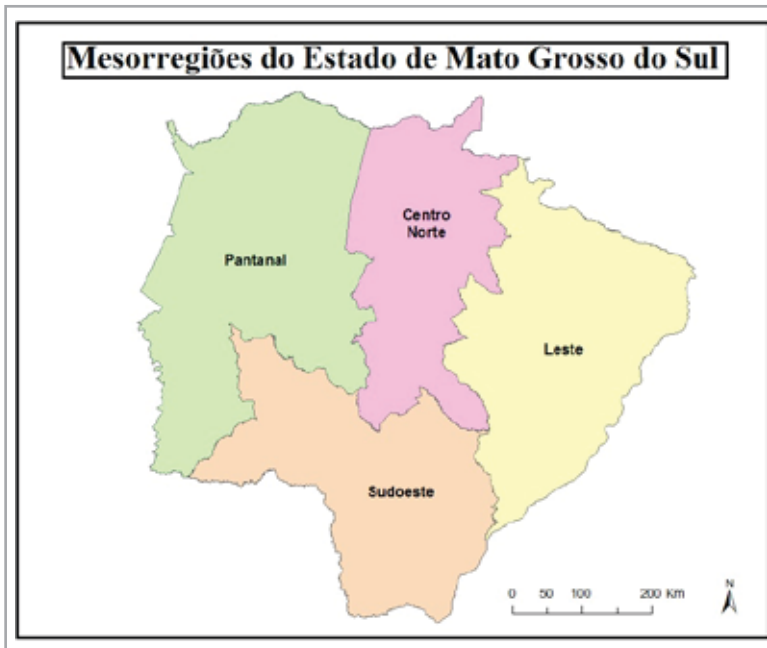 Mesorregiões do Estado de Mato Grosso do Sul
Centro
Norte
Pantanal
Leste
Sudoeste
0 50 100 200 Km
N